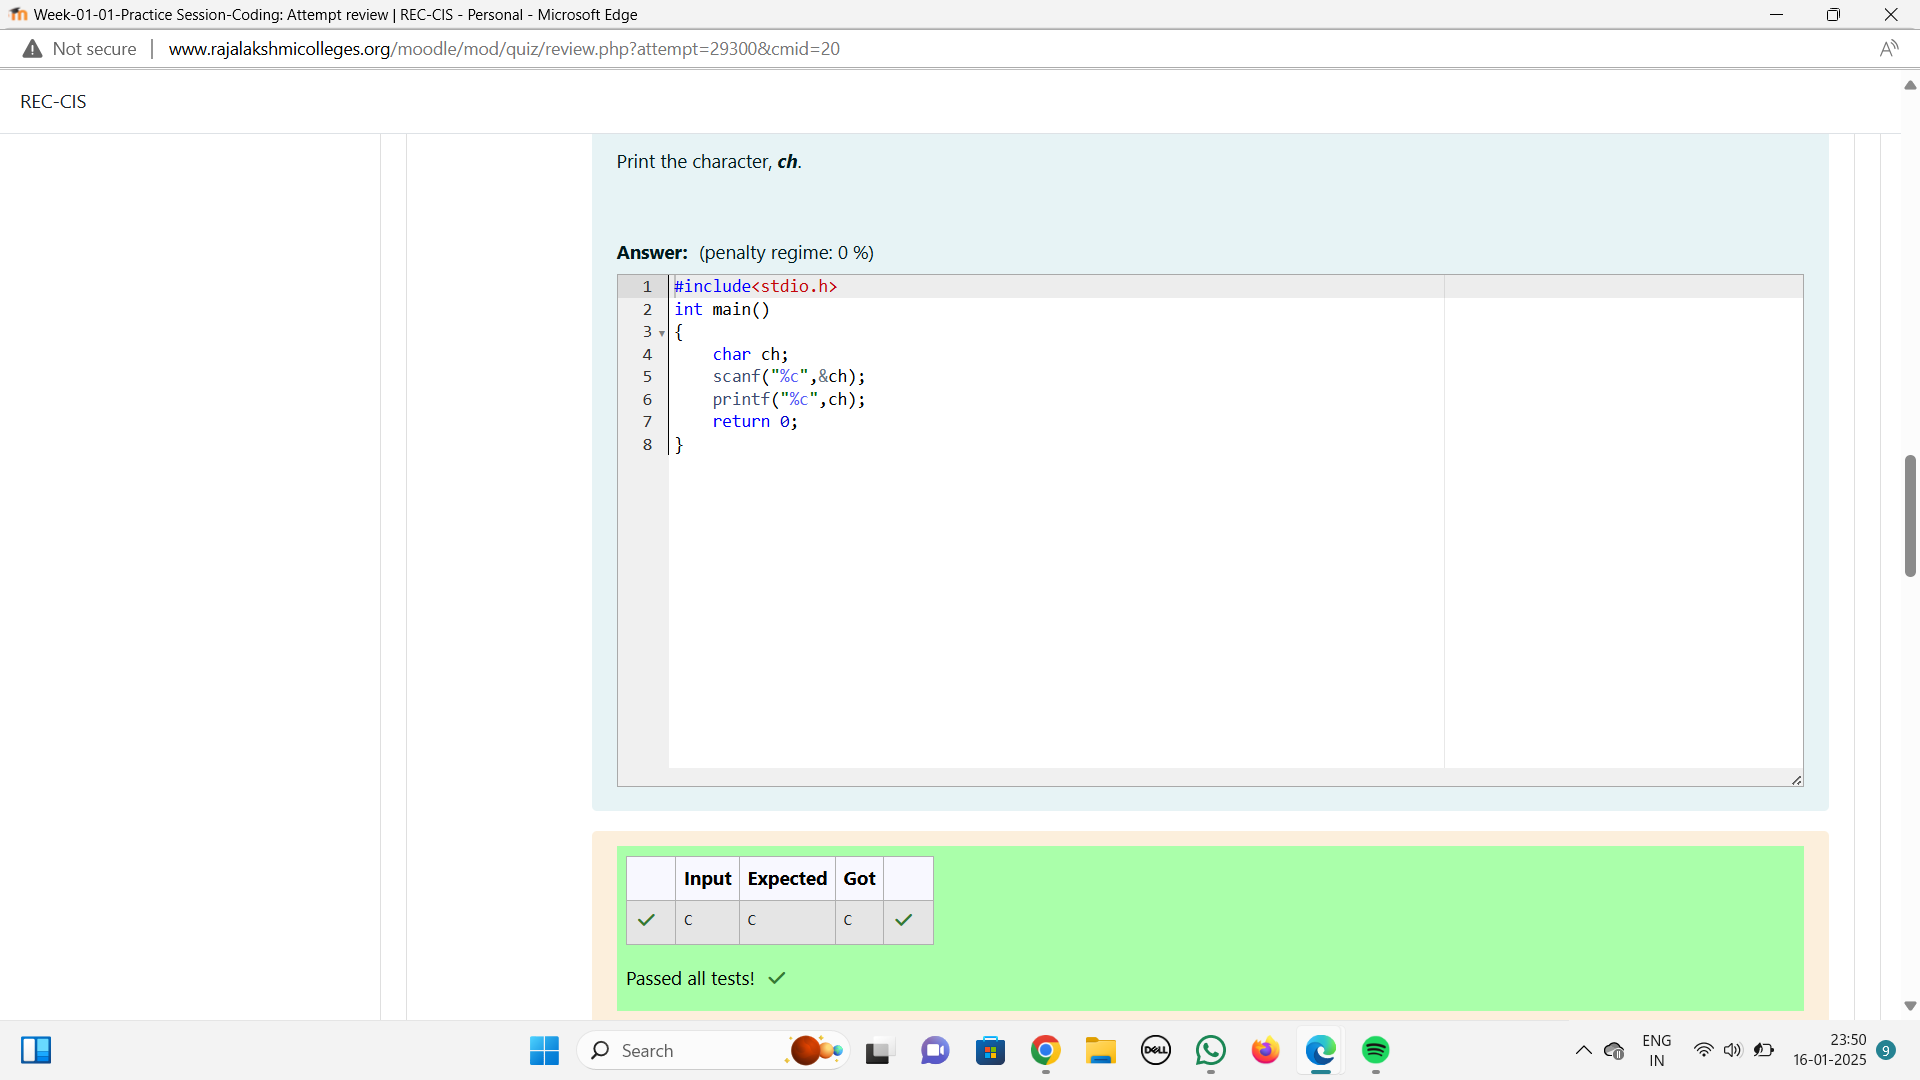 Week-01-01-Practice Session-Coding: Attempt review | REC-CIS - Personal - Microsoft Edge
Not secure www.rajalakshmicolleges.org/moodle/mod/quiz/review.php?attempt=29300&cmid=20
REC-CIS
Print the character, ch.
Answer: (penalty regime: 0 %)
1 #include<stdio.h>
2 int main()
3 {
4 char ch;
5 scanf("%c",&ch);
6 printf("%c",ch);
7 return 0;
8 }
Input Expected Got
C C C
Passed all tests!
Search
DELL
ENG
IN
23:50
16-01-2025
9